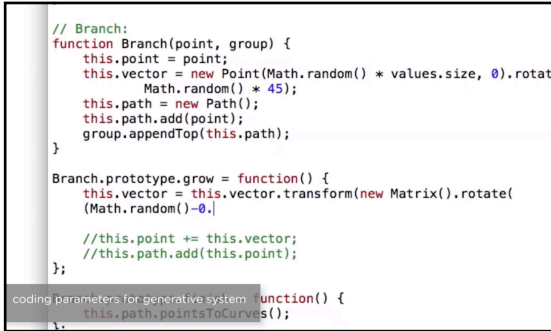 // Branch:
function Branch(point, group) {
this.point = point;
this.vector = new Point(Math.random() * values.size, 0).rotat
Math.random() * 45);
this.path = new Path();
this.path.add(point);
group.appendTop(this.path);
}
Branch.prototype.grow = function() {
this.vector = this.vector.transform(new Matrix().rotate(
(Math.random()-0.
//this.point += this.vector;
//this.path.add(this.point);
};
function() {
coding parameters for generative system
this.path.pointsToCurves();
};